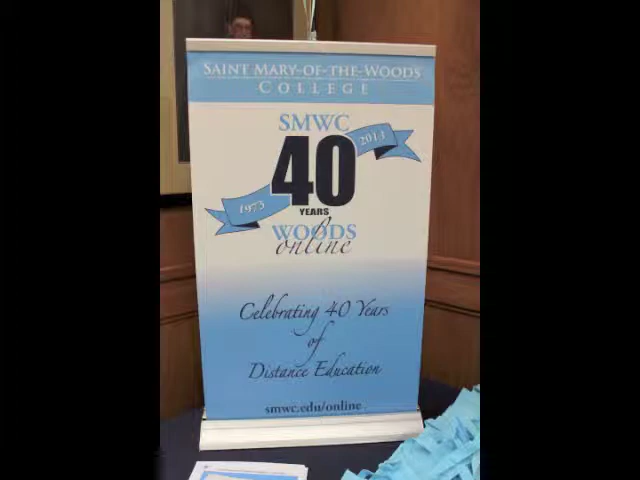 SAINT MARY-OF-THE-WOODS
COLLEGE
SMWC
2013
40
1973
YEARS
WOODS
online
Celebrating 40 Years
of
Distance Education
smwc.edu/online